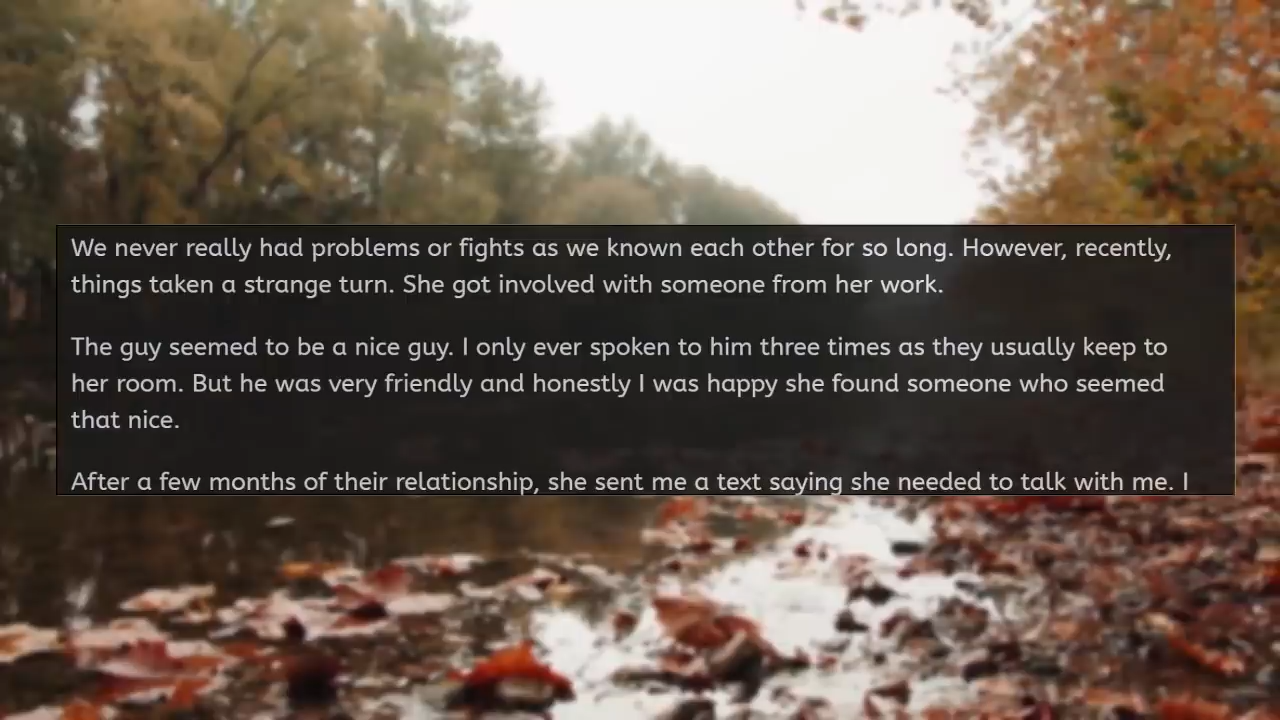 We never really had problems or fights as we known each other for so long. However, recently,
things taken a strange turn. She got involved with someone from her work.
The guy seemed to be a nice guy. I only ever spoken to him three times as they usually keep to
her room. But he was very friendly and honestly I was happy she found someone who seemed
that nice.
After a few months of their relationship, she sent me a text saying she needed to talk with me. I